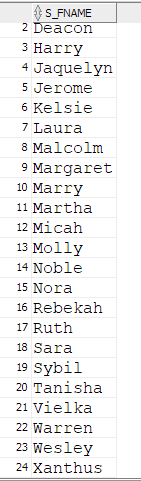 S_FNAME
2 Deacon
3 Harry
4 Jaquelyn
5 Jerome
6 Kelsie
7 Laura
8 Malcolm
9 Margaret
10 Marry
11 Martha
12 Micah
13 Molly
14 Noble
15 Nora
16 Rebekah
17 Ruth
18 Sara
19 Sybil
20 Tanisha
21 Vielka
22 Warren
23 Wesley
24 Xanthus